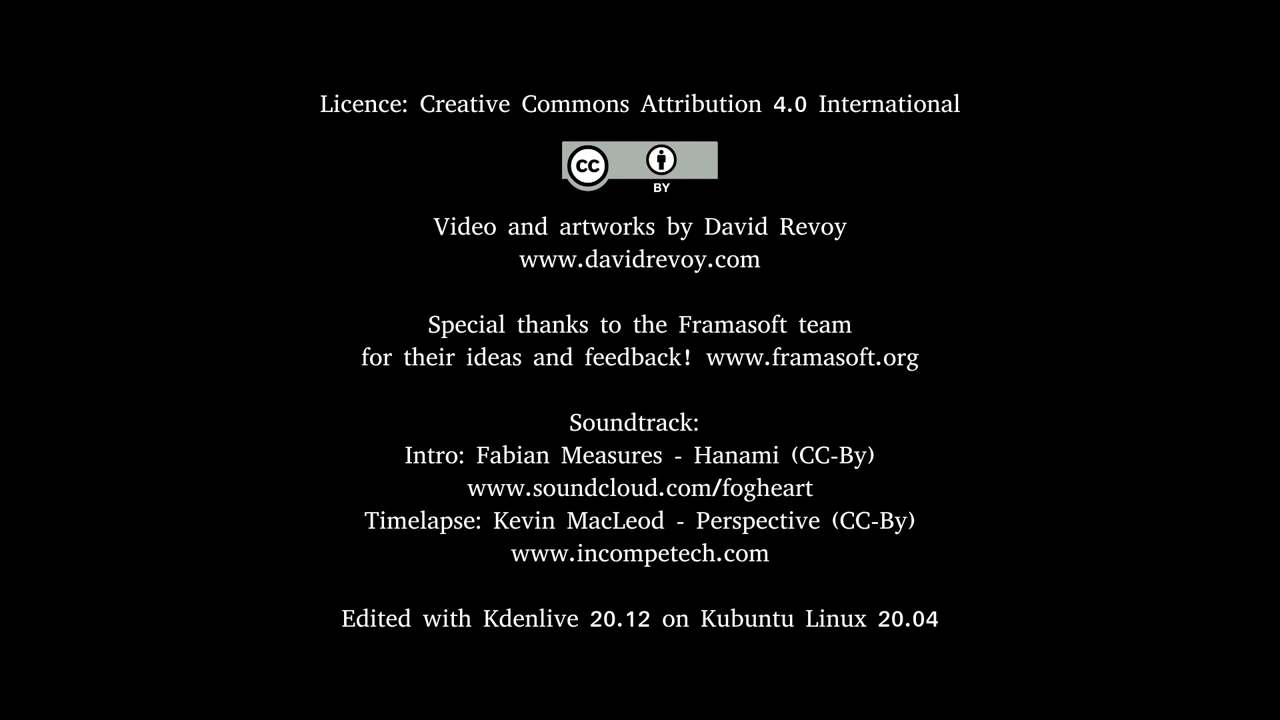 Licence: Creative Commons Attribution 4.0 International
cc
BY
Video and artworks by David Revoy
www.davidrevoy.com
Special thanks to the Framasoft team
for their ideas and feedback! www.framasoft.org
Soundtrack:
Intro: Fabian Measures - Hanami (CC-By)
www.soundcloud.com/fogheart
Timelapse: Kevin MacLeod - Perspective (CC-By)
www.incompetech.com
Edited with Kdenlive 20.12 on Kubuntu Linux 20.04